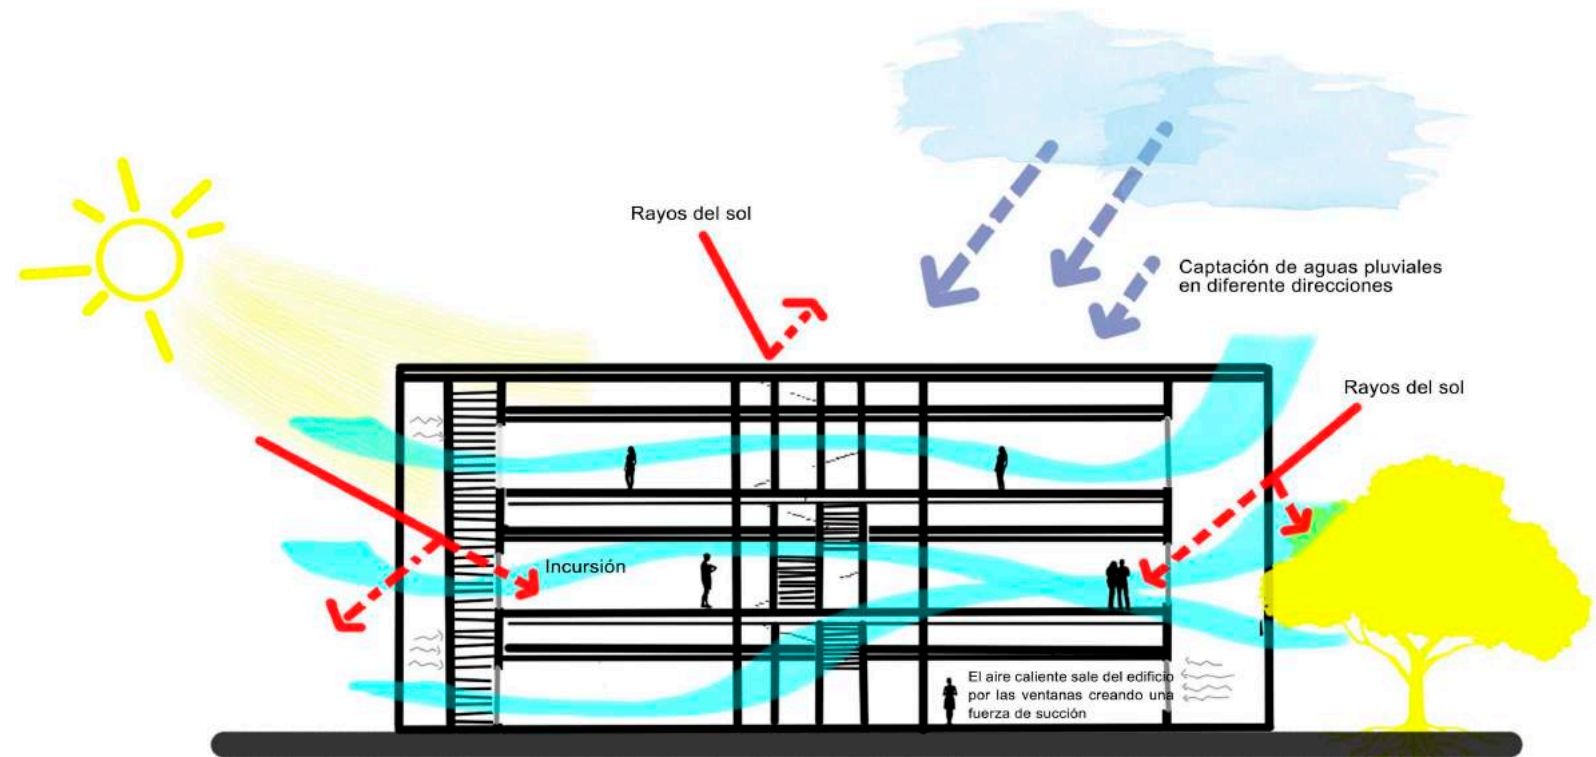 Rayos del sol
Captación de aguas pluviales
en diferente direcciones
Rayos del sol
Incursión
El aire caliente sale del edificio
por las ventanas creando una
fuerza de succión